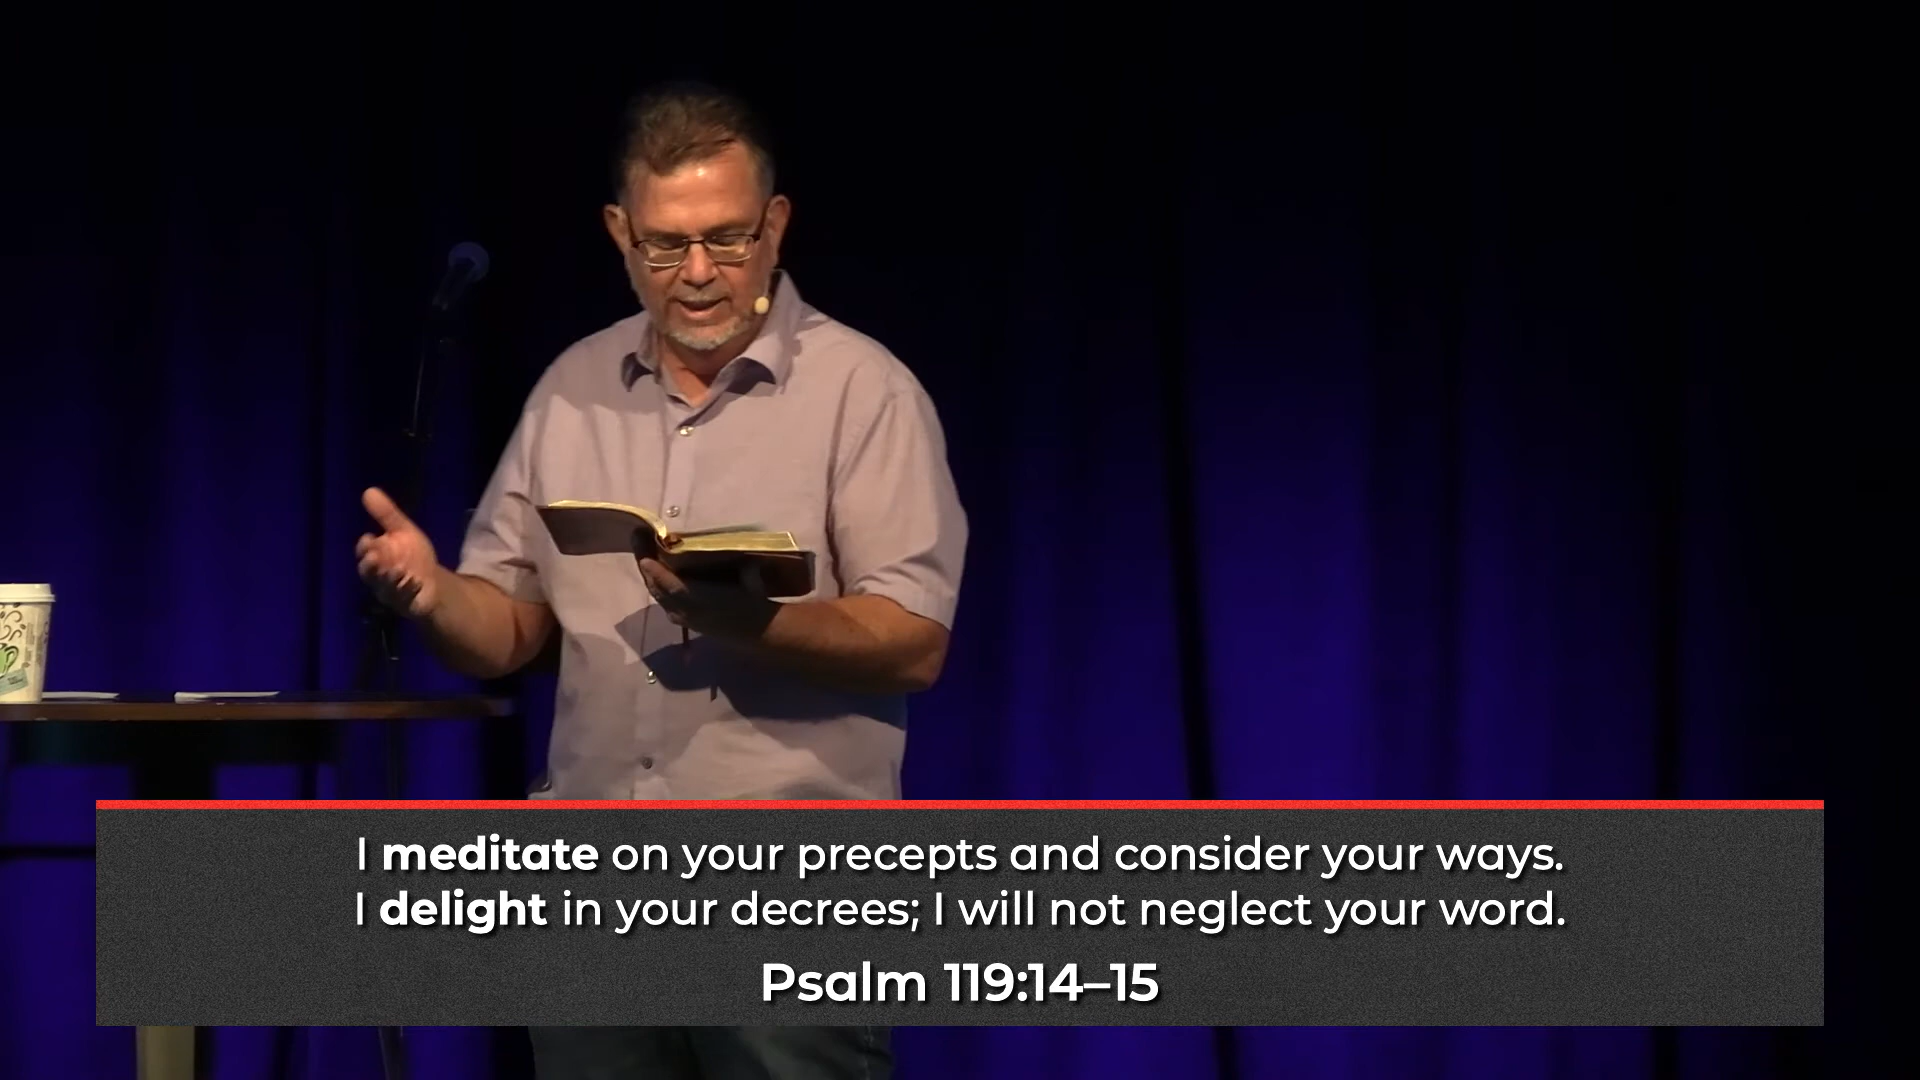 I meditate on your precepts and consider your ways.
I delight in your decrees; I will not neglect your word.
Psalm 119:14–15